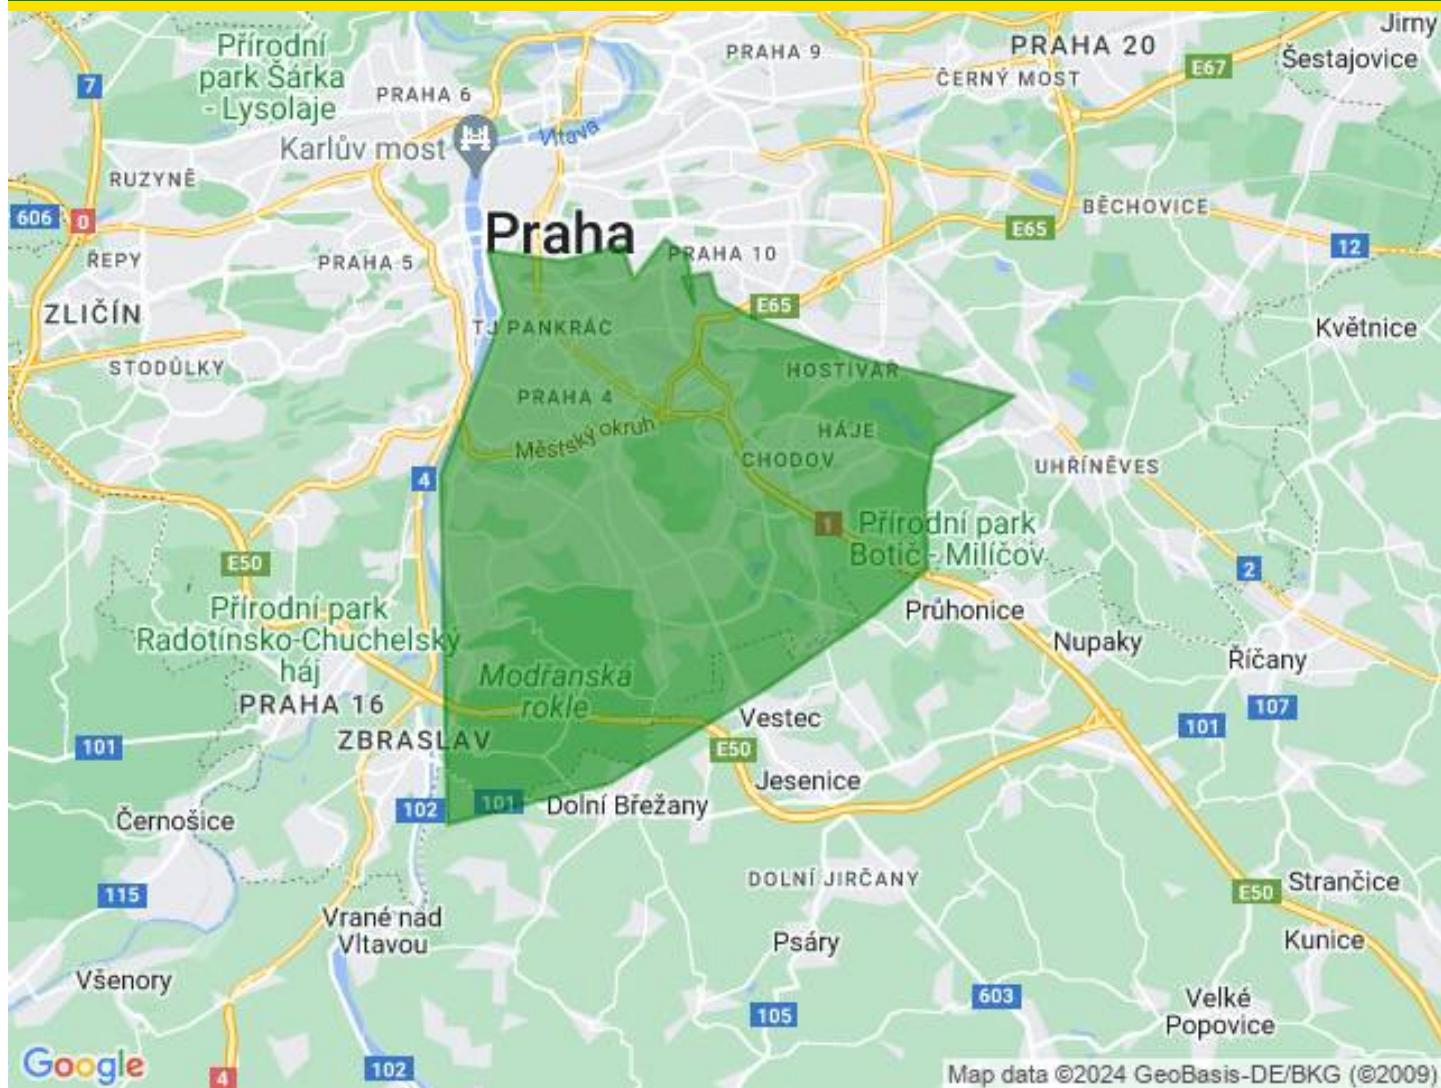 Jirny
Přírodní
park Šárka
- Lysolaje
PRAHA 9
PRAHA 20
Šestajovice
7
E67
ČERNÝ MOST
PRAHA 6
Karlův most
Vltava
RUZYNĚ
606
0
Praha
BĚCHOVICE
E65
12
ŘEPY
PRAHA 5
PRAHA 10
ZLIČÍN
E65
TJ PANKRÁC
Květnice
STODŮLKY
HOSTIVAŘ
PRAHA 4
Městský okruh
HÁJE
CHODOV
UHŘÍNĚVES
4
1
Přírodní park
Botič - Milíčov
E50
2
Přírodní park
Radotínsko-Chuchelský
háj
Průhonice
Nupaky
Říčany
Modřanská
rokle
PRAHA 16
107
101
Vestec
ZBRASLAV
101
E50
Jesenice
102
101
Dolní Břežany
Černošice
DOLNÍ JIRČANY
115
E50
Strančice
Vrané nad
Vltavou
Psáry
Kunice
Všenory
603
105
Velké
Popovice
Google
4
102
Map data ©2024 GeoBasis-DE/BKG (©2009)